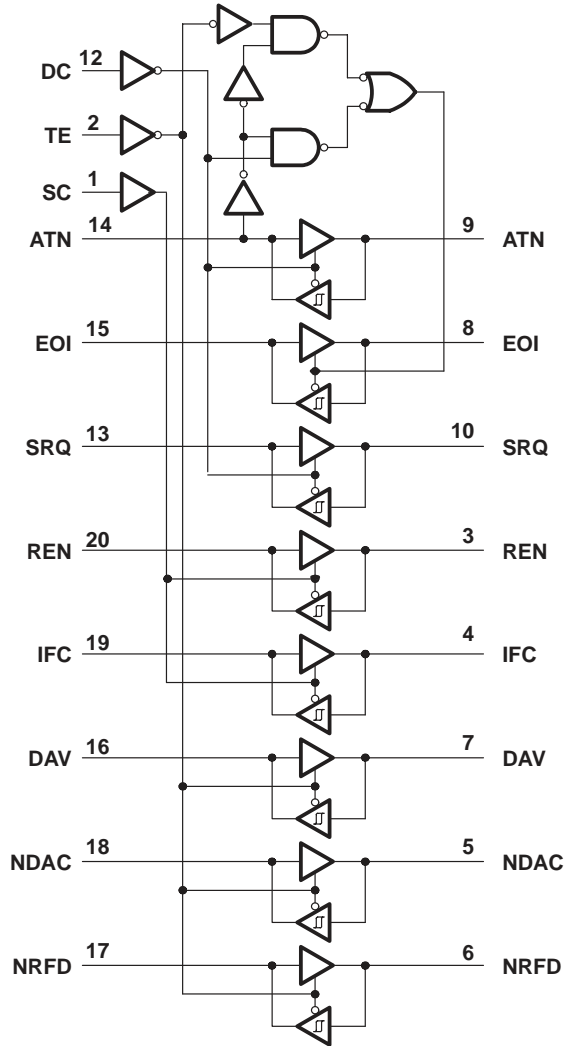 DC 12
TE 2
SC 1
ATN 14 9 ATN
EOI 15 8 EOI
SRQ 13 10 SRQ
REN 20 3 REN
IFC 19 4 IFC
DAV 16 7 DAV
NDAC 18 5 NDAC
NRFD 17 6 NRFD